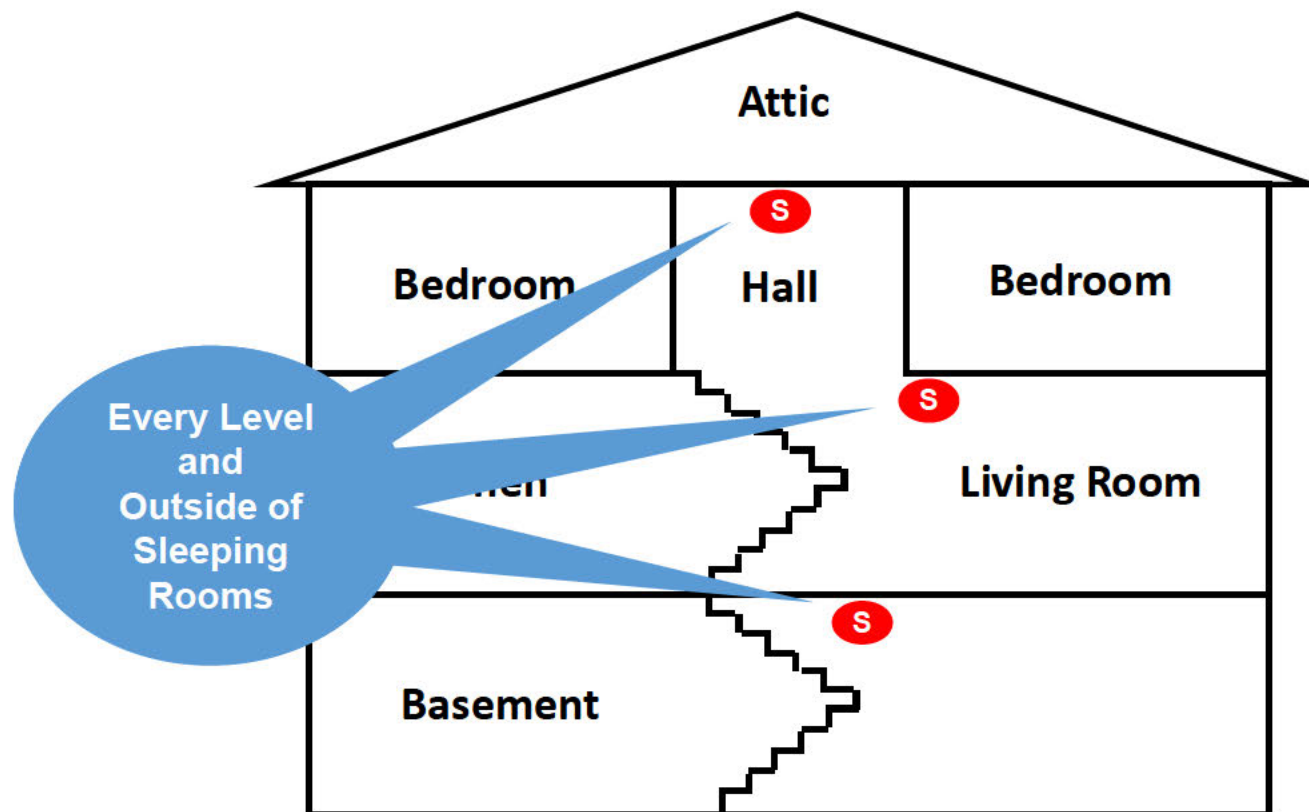 Attic
S
Bedroom
Hall
Bedroom
S
Every Level
and
Outside of
Sleeping
Rooms
Living Room
S
Basement